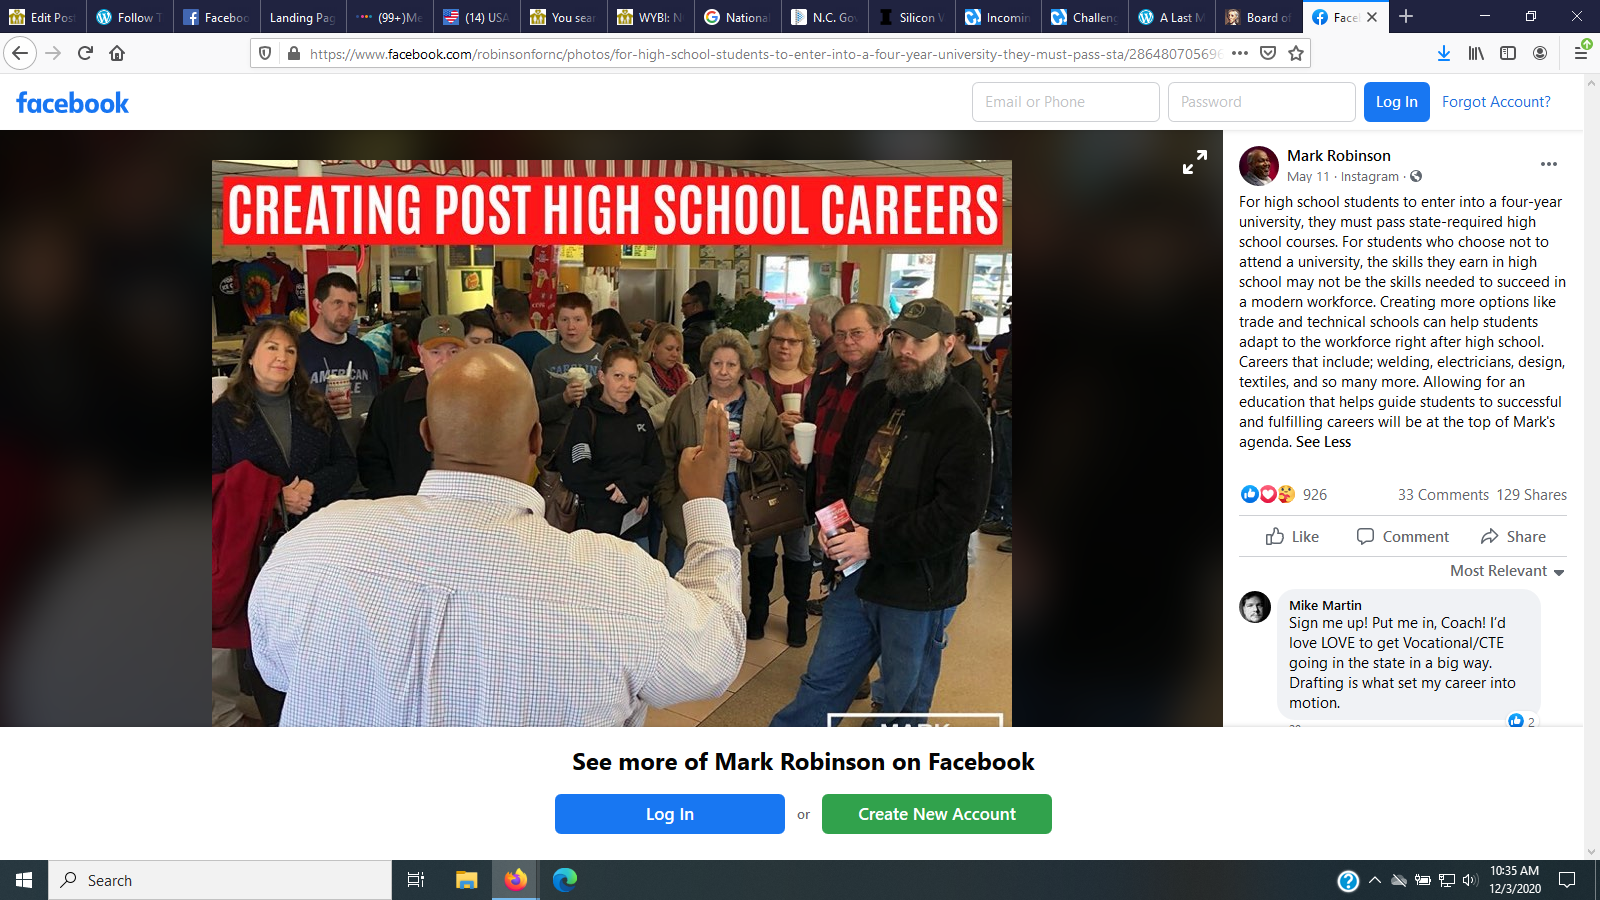 Edit Pos
Follow T
Faceboo
Landing Pag
(99+)Me
(14) USA
You sear
WYBI: N
National
N.C. Gov
Silicon V
Incomin
Challeng
A Last M
Board of
Face
https://www.facebook.com/robinsonfornc/photos/for-high-school-students-to-enter-into-a-four-year-university-they-must-pass-sta/286480705696
facebook
Email or Phone
Password
Log In
Forgot Account?
CREATING POST HIGH SCHOOL CAREERS
AMERICAN
Mark Robinson
May 11 · Instagram ·
For high school students to enter into a four-year
university, they must pass state-required high
school courses. For students who choose not to
attend a university, the skills they earn in high
school may not be the skills needed to succeed in
a modern workforce. Creating more options like
trade and technical schools can help students
adapt to the workforce right after high school.
Careers that include; welding, electricians, design,
textiles, and so many more. Allowing for an
education that helps guide students to successful
and fulfilling careers will be at the top of Mark's
agenda. See Less
926
33 Comments 129 Shares
Like
Comment
Share
Most Relevant
Mike Martin
Sign me up! Put me in, Coach! I'd
love LOVE to get Vocational/CTE
going in the state in a big way.
Drafting is what set my career into
motion.
2
MARK
See more of Mark Robinson on Facebook
Log In
or
Create New Account
Search
10:35 AM
12/3/2020